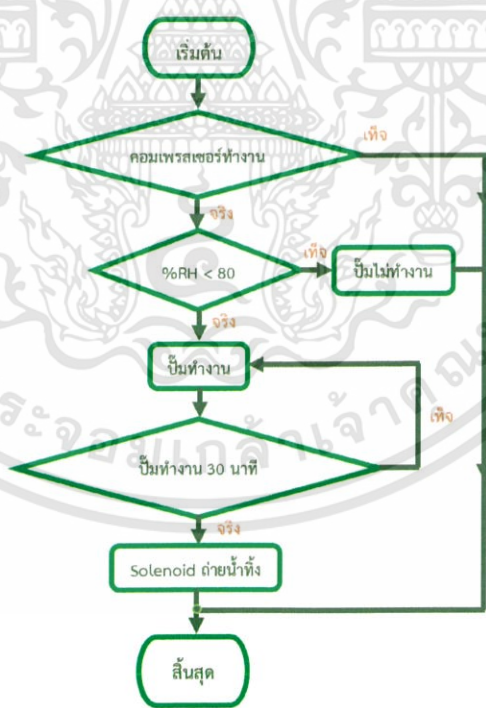 เริ่มต้น
คอมเพรสเซอร์ทำงาน
เท็จ
จริง
%RH < 80
เท็จ
ปั๊มไม่ทำงาน
จริง
ปั๊มทำงาน
เท็จ
ปั๊มทำงาน 30 นาที
จริง
Solenoid ถ่ายน้ำทิ้ง
สิ้นสุด